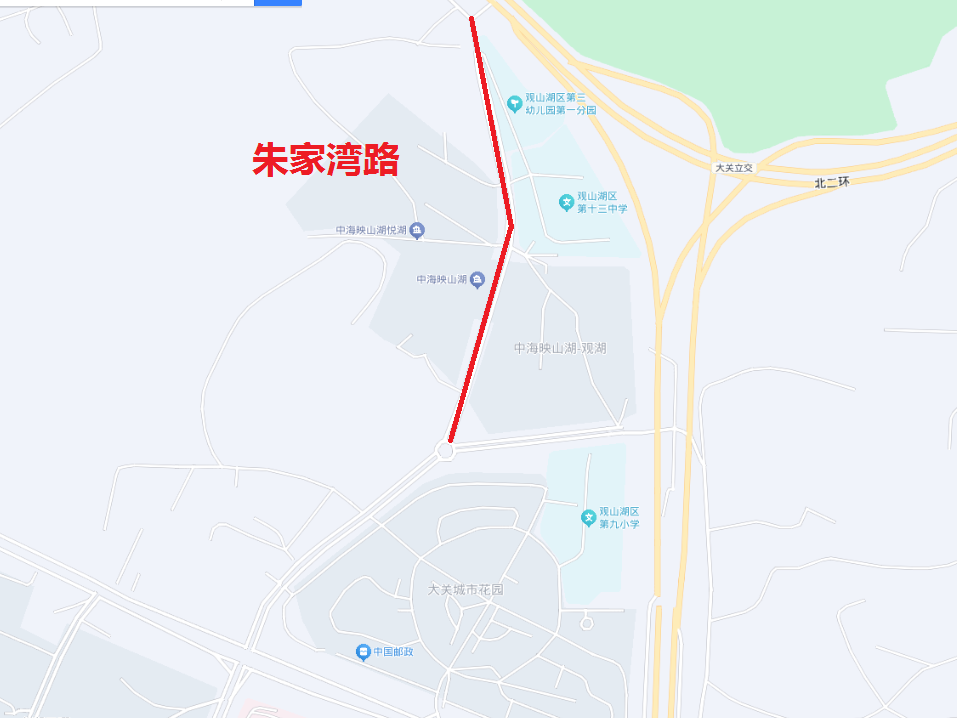 观山湖区第三
幼儿园第一分园
朱家湾路
大关立交
北二环
观山湖区
第十三中学
中海映山湖悦湖
中海映山湖
中海映山湖-观湖
观山湖区
第九小学
大关城市花园
中国邮政